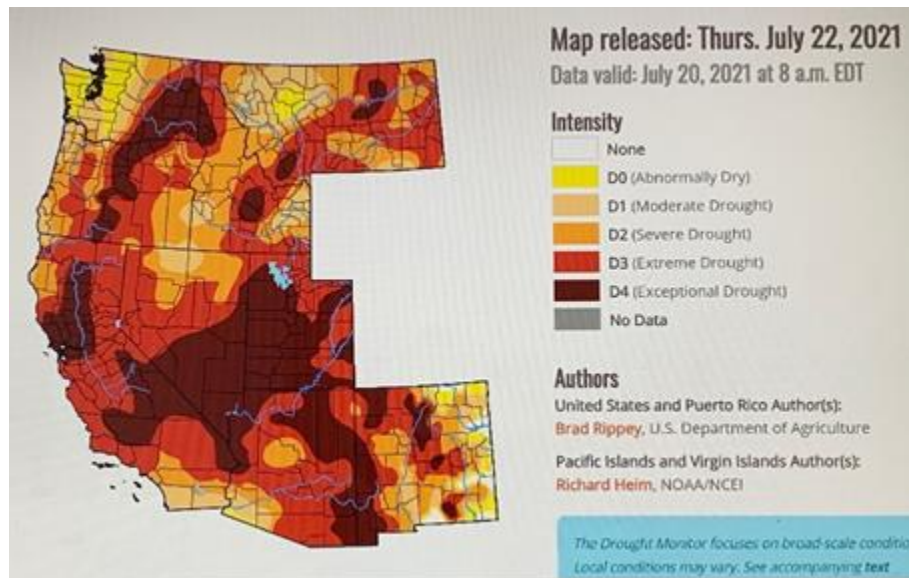 Map released: Thurs. July 22, 2021
Data valid: July 20, 2021 at 8 a.m. EDT
Intensity
None
D0 (Abnormally Dry)
D1 (Moderate Drought)
D2 (Severe Drought)
D3 (Extreme Drought)
D4 (Exceptional Drought)
No Data
Authors
United States and Puerto Rico Author(s):
Brad Rippey, U.S. Department of Agriculture
Pacific Islands and Virgin Islands Author(s):
Richard Heim, NOAA/NCEI
The Drought Monitor focuses on broad-scale conditio
Local conditions may vary. See accompanying text